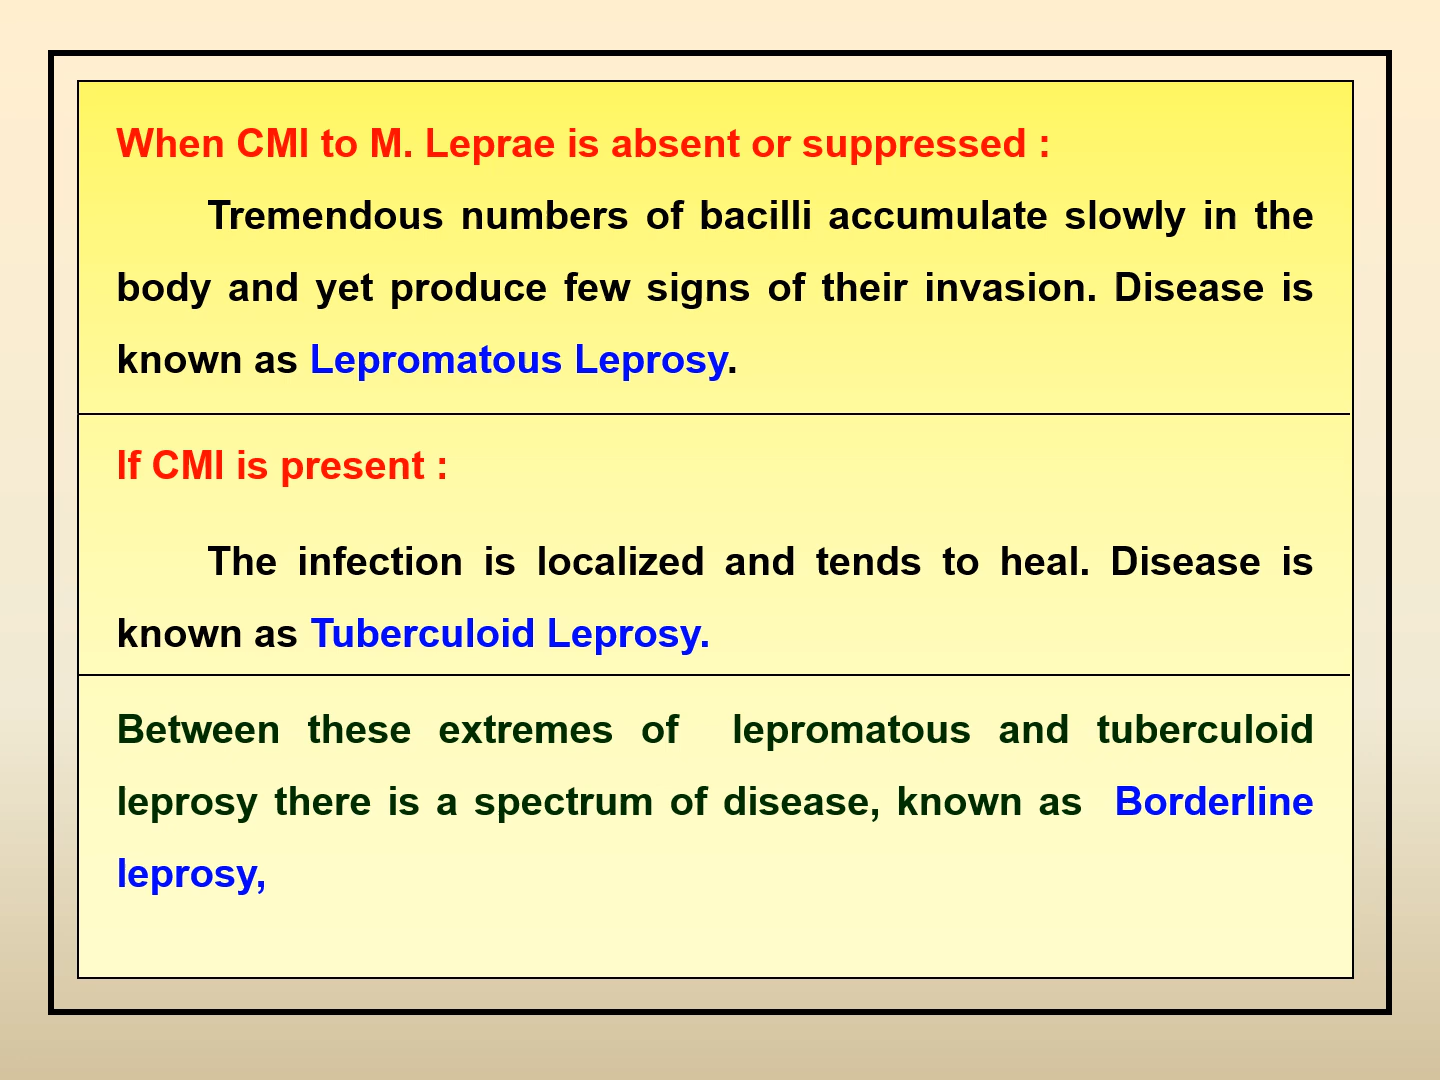 When CMI to M. Leprae is absent or suppressed :
Tremendous numbers of bacilli accumulate slowly in the
body and yet produce few signs of their invasion. Disease is
known as Lepromatous Leprosy.
If CMI is present :
The infection is localized and tends to heal. Disease is
known as Tuberculoid Leprosy.
Between these extremes of lepromatous and tuberculoid
leprosy there is a spectrum of disease, known as Borderline
leprosy,